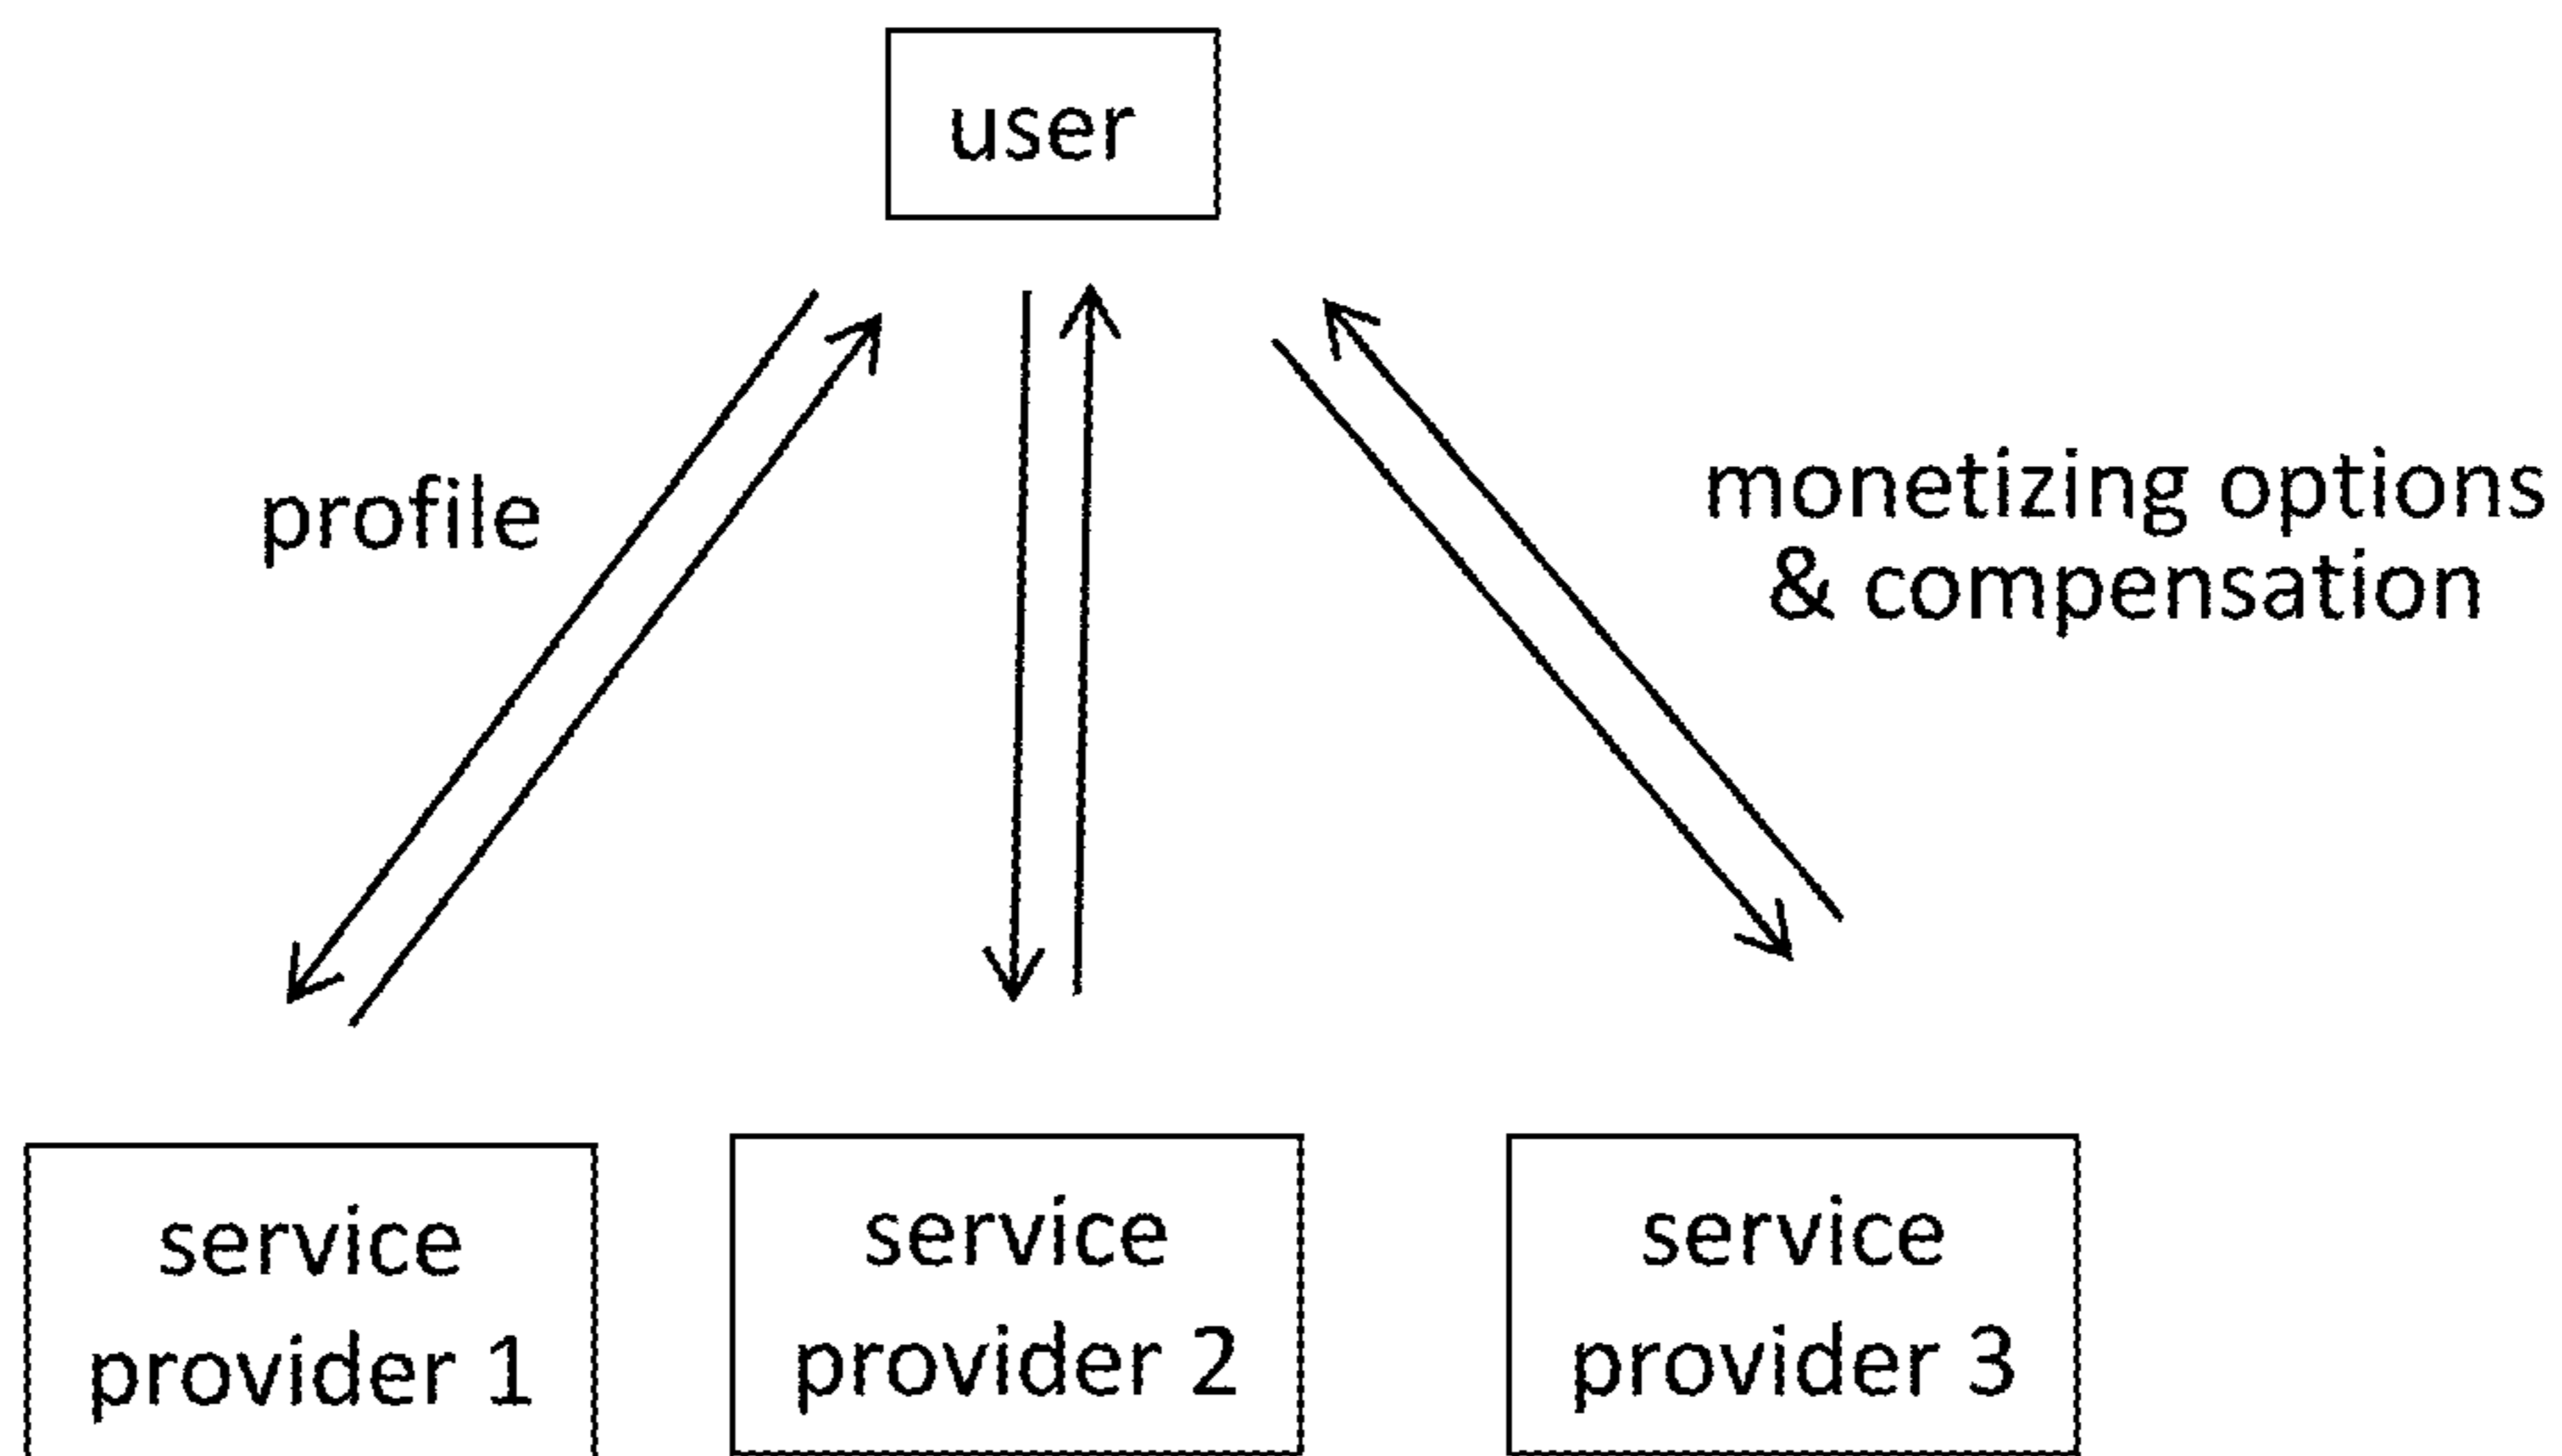 user
profile
monetizing options
& compensation
service
provider 1
service
provider 2
service
provider 3